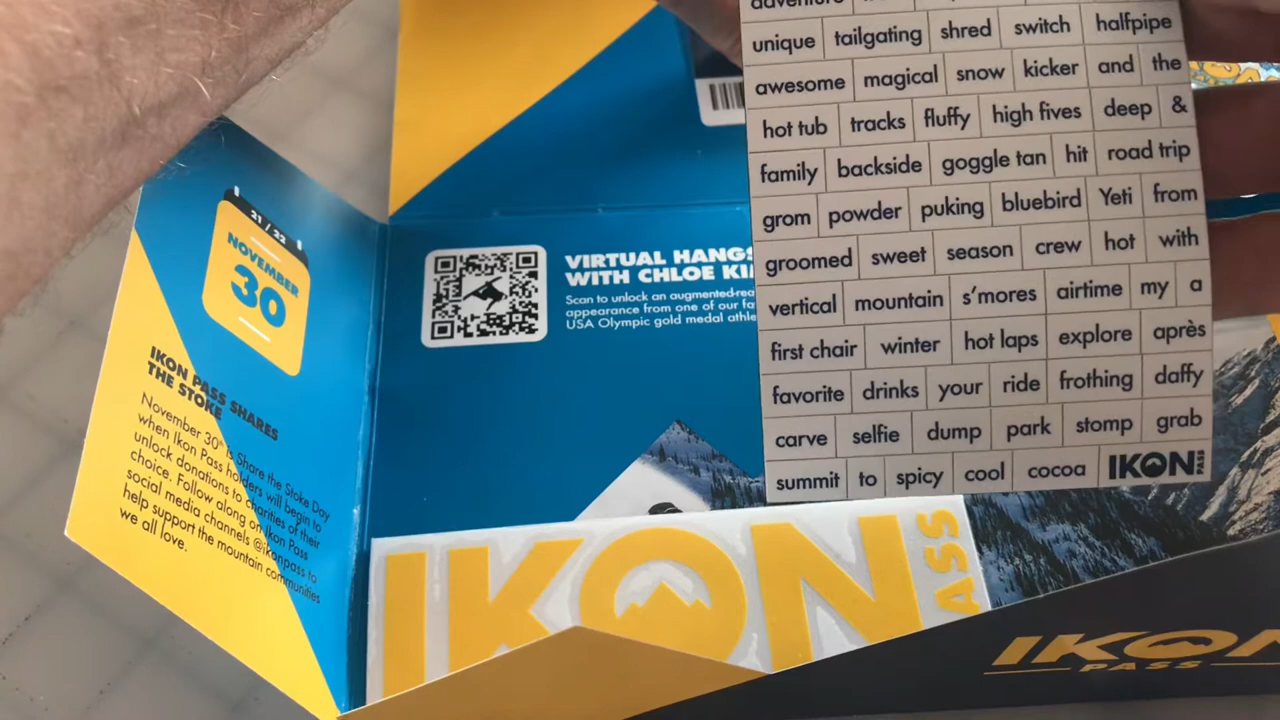 adventure
unique tailgating shred switch halfpipe
awesome magical snow kicker and the
hot tub tracks fluffy high fives deep &
family backside goggle tan hit road trip
grom powder puking bluebird Yeti from
groomed sweet season crew hot with
vertical mountain s'mores airtime my a
first chair winter hot laps explore après
favorite drinks your ride frothing daffy
carve selfie dump park stomp grab
summit to spicy cool cocoa IKON PASS
21 / 22
NOVEMBER
30
IKON PASS SHARES
THE STOKE
November 30th is Share the Stoke Day
when Ikon Pass holders will begin to
unlock donations to charities of their
choice. Follow along on Ikon Pass
social media channels @ikonpass to
help support the mountain communities
we all love.
VIRTUAL HANGS
WITH CHLOE
Scan to unlock an
appearance from one of our
USA Olympic gold medal
IKON
ASS
IKON
PASS